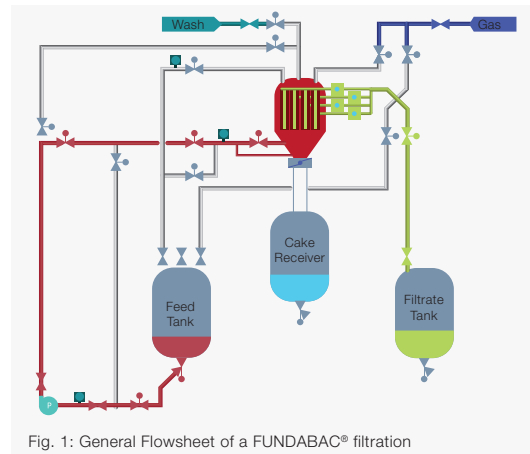 Wash
Gas
Cake
Receiver
Feed
Tank
Filtrate
Tank
P
Fig. 1: General Flowsheet of a FUNDABAC® filtration